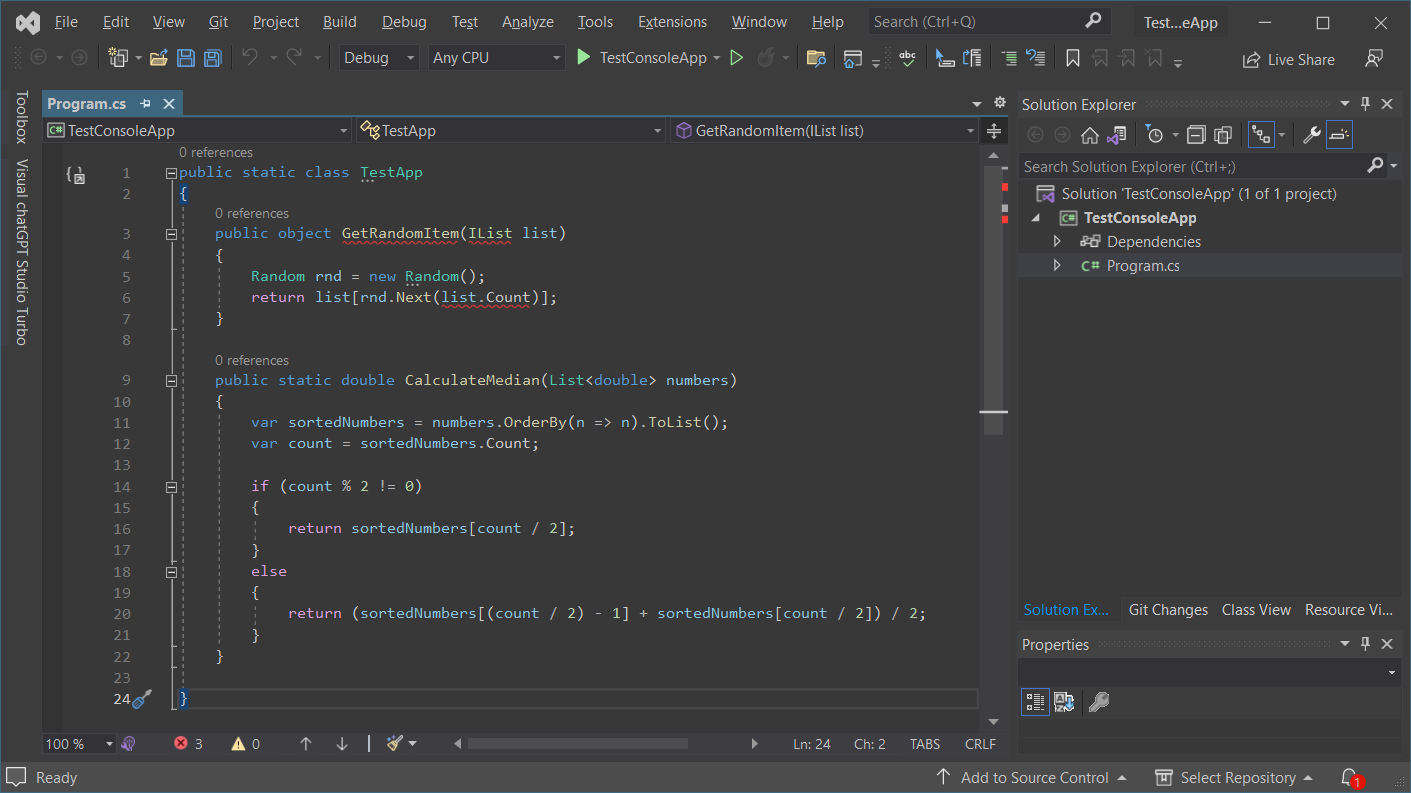 File Edit View Git Project Build Debug Test Analyze Tools Extensions Window Help Search (Ctrl+Q) Test...eApp
Debug Any CPU TestConsoleApp abc Live Share
Toolbox
Visual chatGPT Studio Turbo
Program.cs
C# TestConsoleApp TestApp GetRandomItem(IList list)
0 references
1 public static class TestApp
2 {
0 references
3 public object GetRandomItem(IList list)
4 {
5 Random rnd = new Random();
6 return list[rnd.Next(list.Count)];
7 }
8
0 references
9 public static double CalculateMedian(List<double> numbers)
10 {
11 var sortedNumbers = numbers.OrderBy(n => n).ToList();
12 var count = sortedNumbers.Count;
13
14 if (count % 2 != 0)
15 {
16 return sortedNumbers[count / 2];
17 }
18 else
19 {
20 return (sortedNumbers[(count / 2) - 1] + sortedNumbers[count / 2]) / 2;
21 }
22 }
23
24 }
100 % 3 0 Ln: 24 Ch: 2 TABS CRLF
Solution Explorer
Search Solution Explorer (Ctrl+;)
Solution 'TestConsoleApp' (1 of 1 project)
C# TestConsoleApp
Dependencies
C# Program.cs
Solution Ex... Git Changes Class View Resource Vi...
Properties
Ready Add to Source Control Select Repository 1